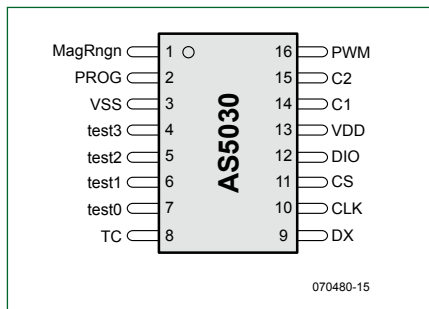 MagRngn 1 16 PWM
PROG 2 15 C2
VSS 3 14 C1
test3 4 13 VDD
test2 5 12 DIO
test1 6 11 CS
test0 7 10 CLK
TC 8 9 DX
AS5030
070480-15